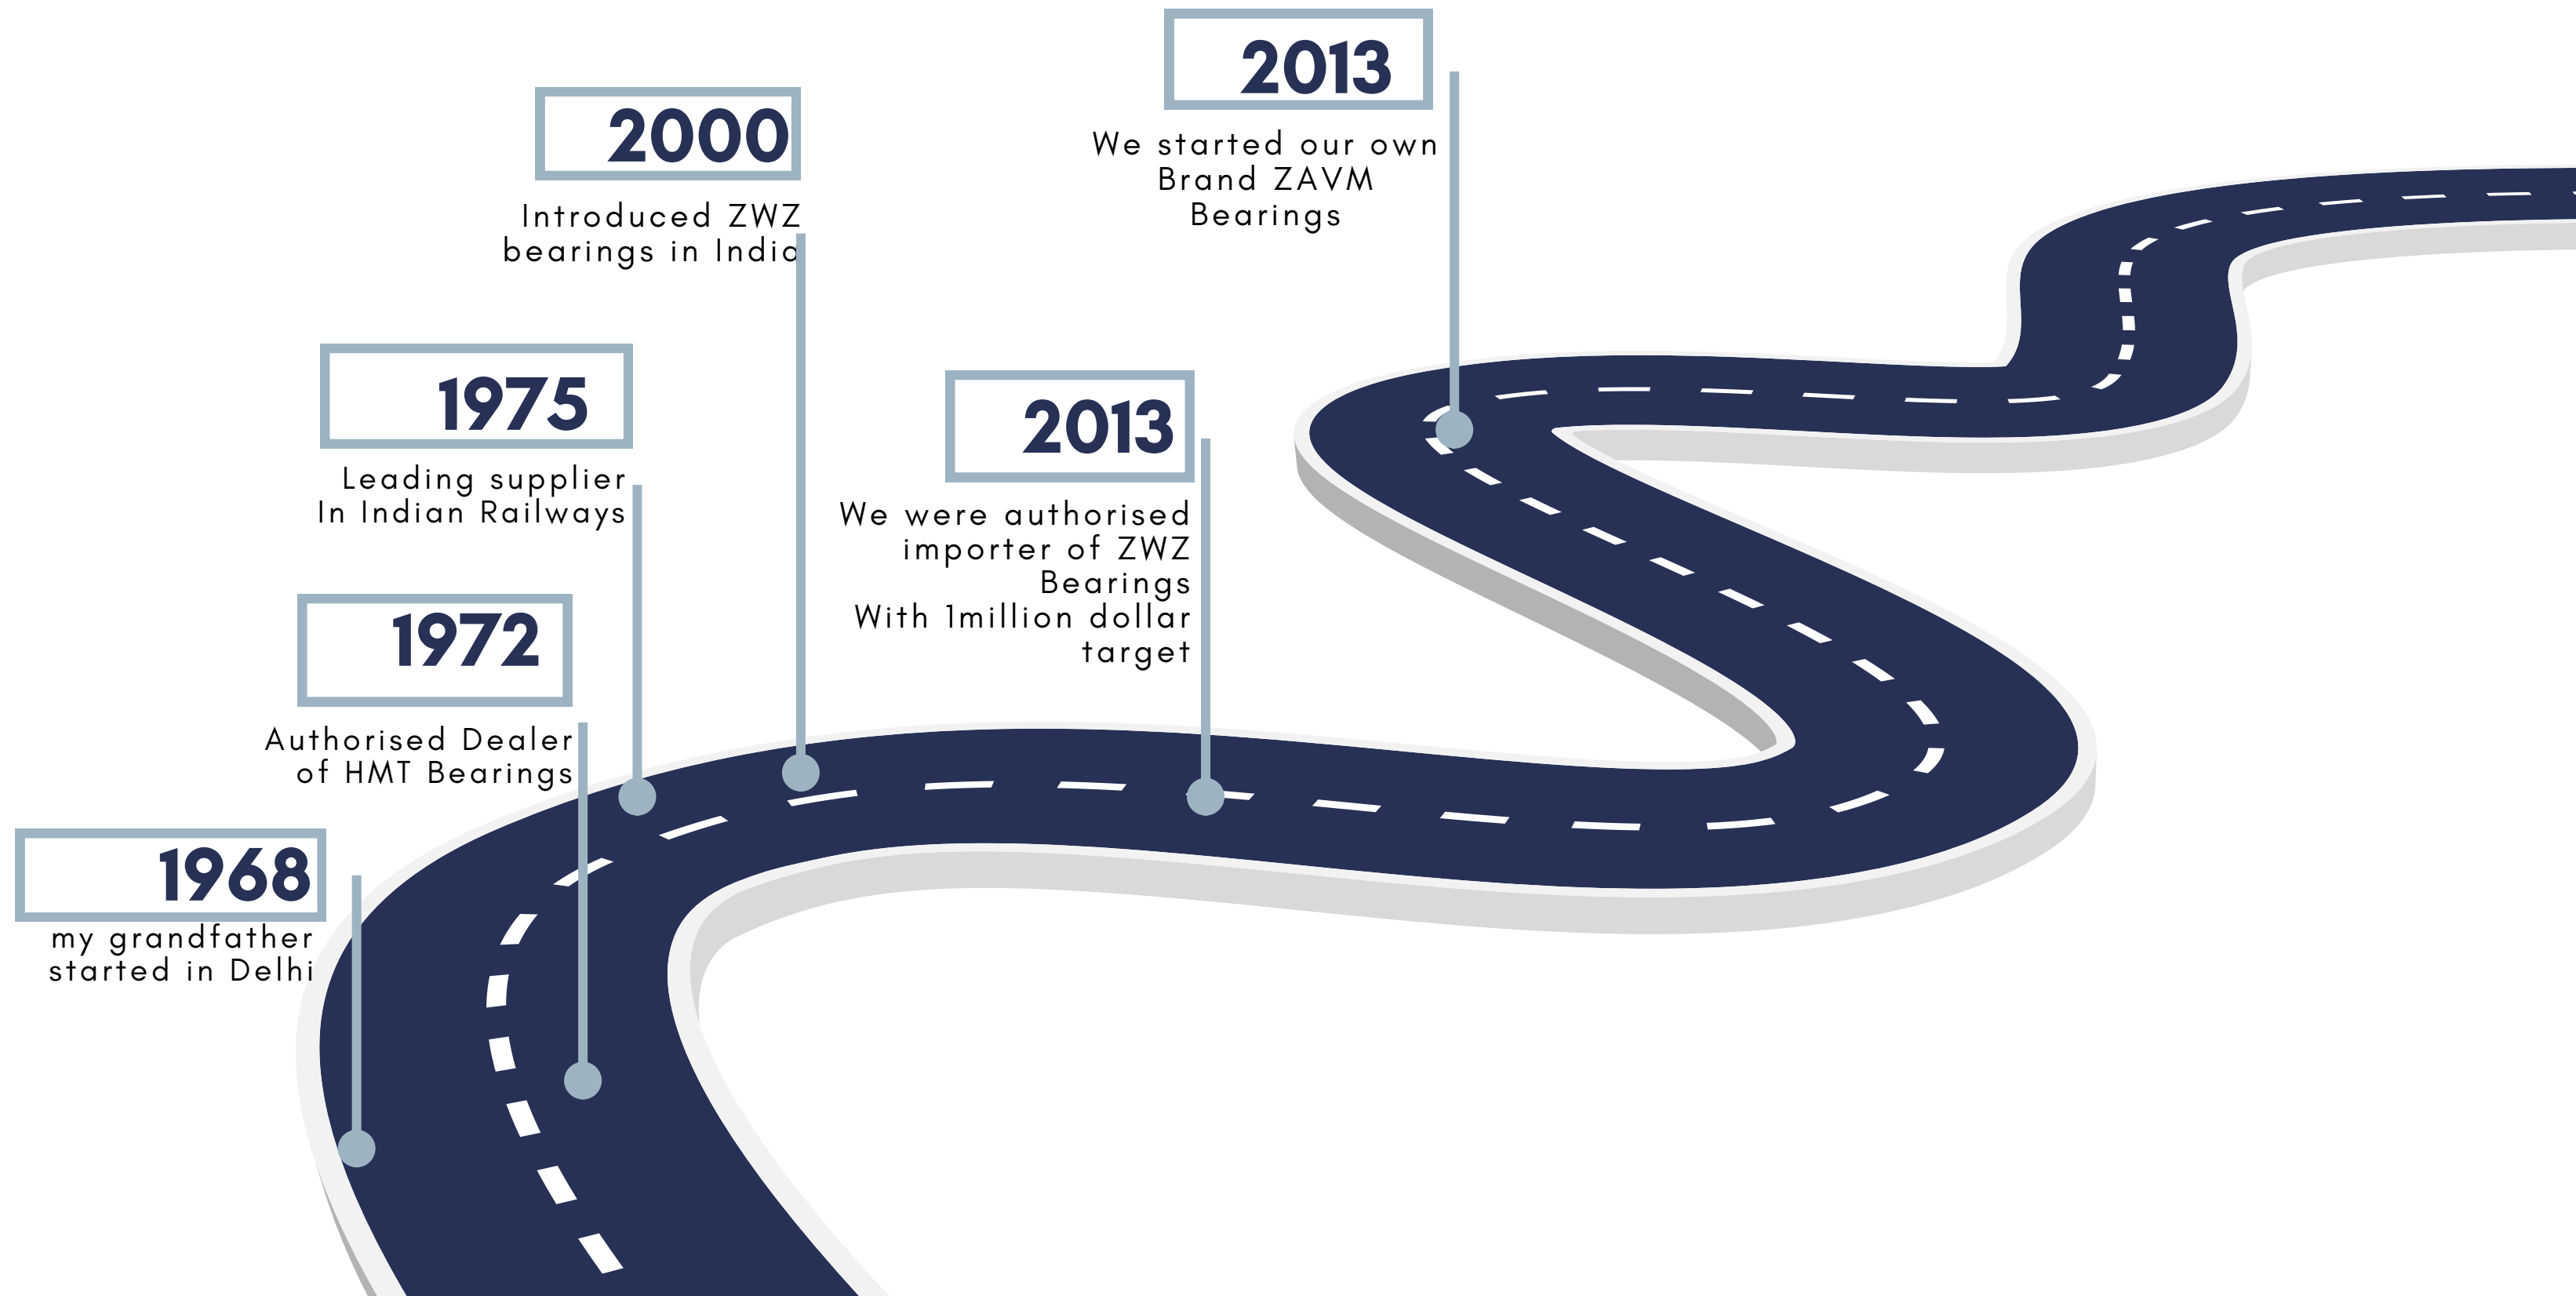 2013
We started our own
Brand ZAVM
Bearings
2000
Introduced ZWZ
bearings in India
1975
Leading supplier
In Indian Railways
2013
We were authorised
importer of ZWZ
Bearings
With 1million dollar
target
1972
Authorised Dealer
of HMT Bearings
1968
my grandfather
started in Delhi